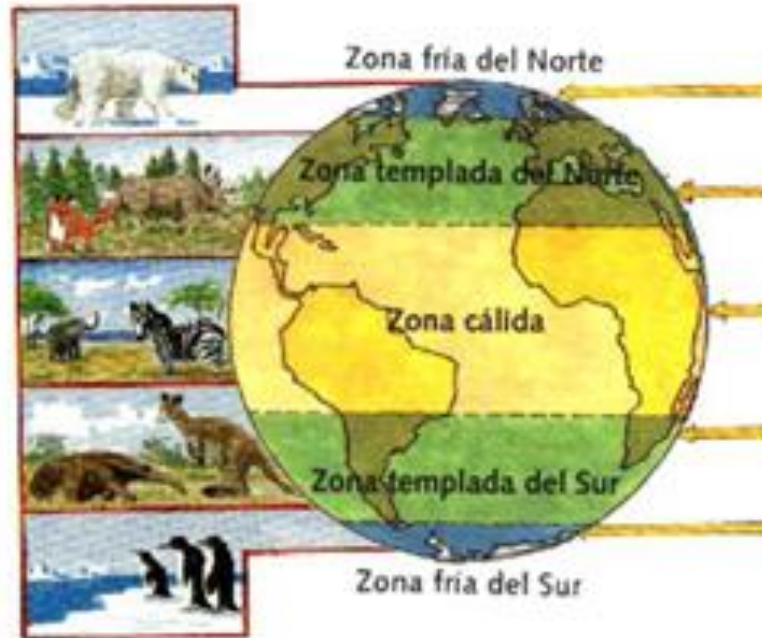 Zona fría del Norte
Zona templada del Norte
Zona cálida
Zona templada del Sur
Zona fría del Sur